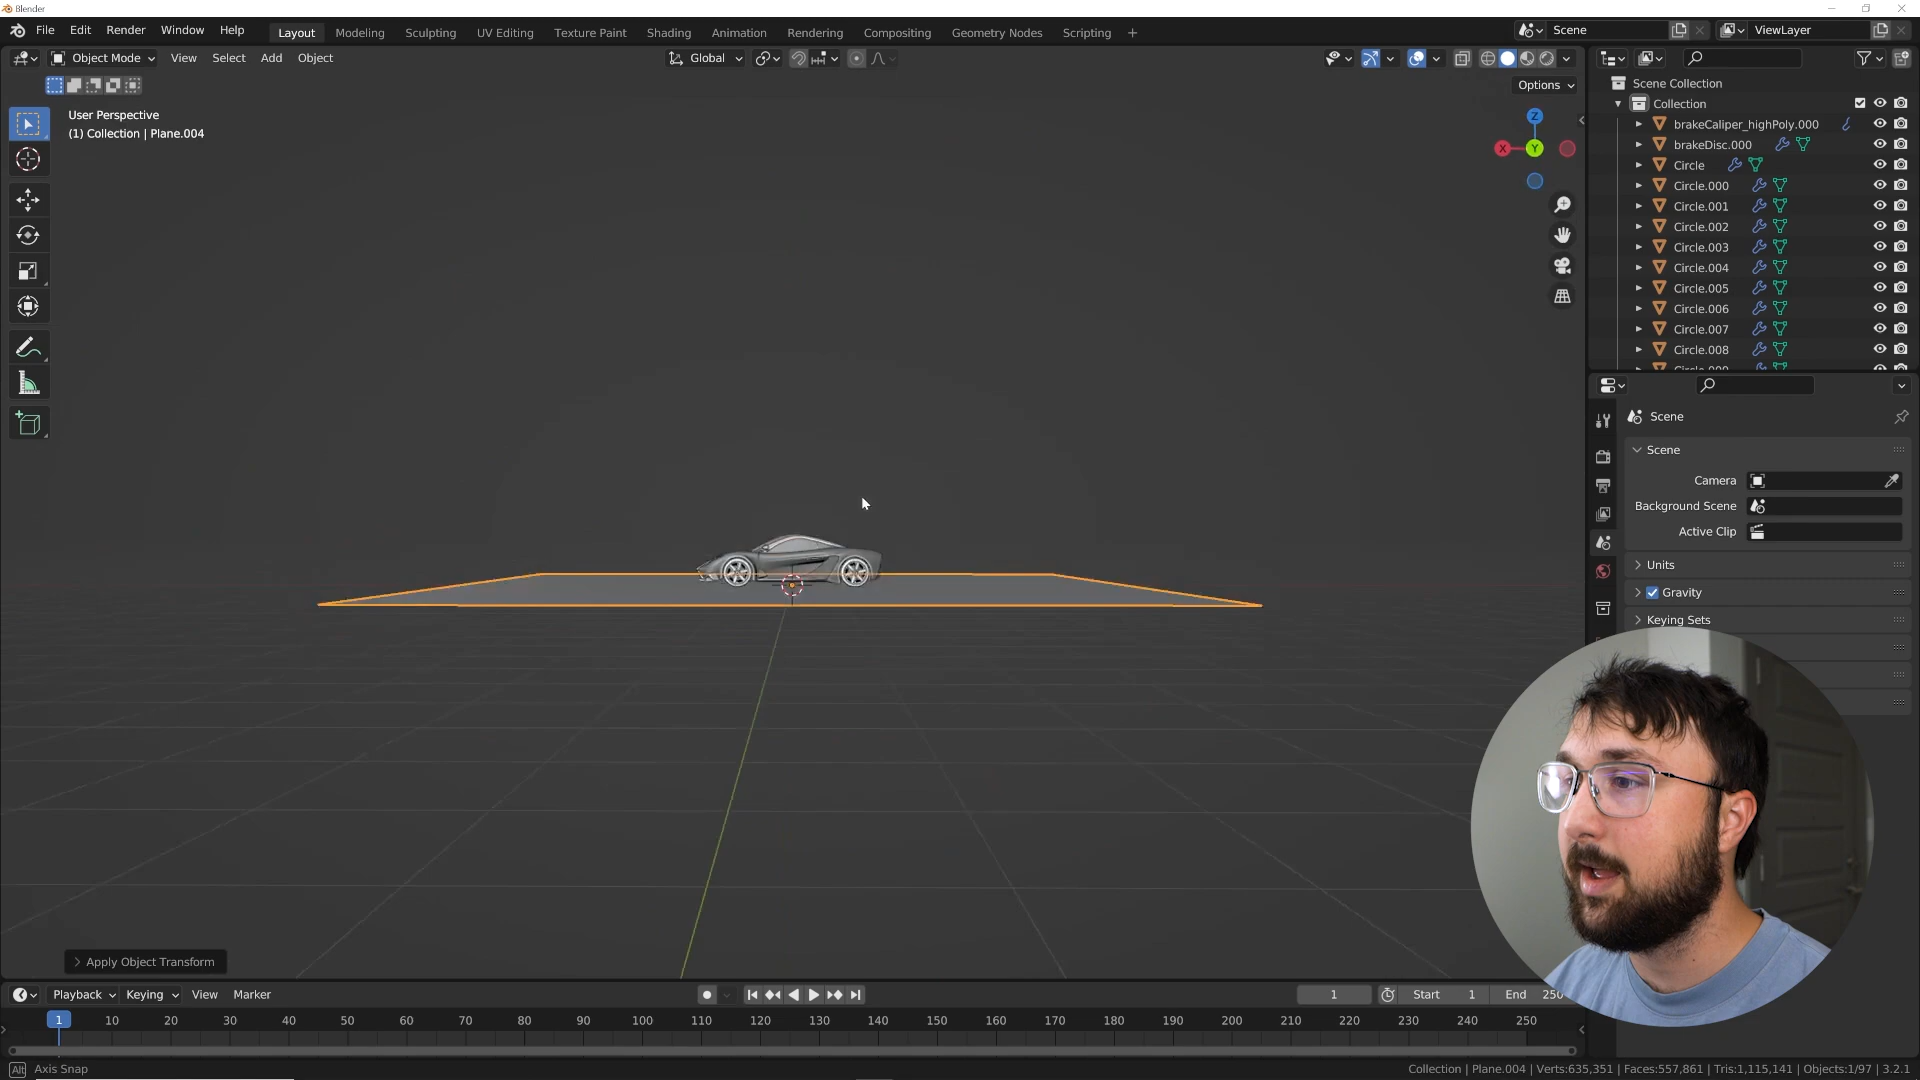 Blender
File Edit Render Window Help
Layout Modeling Sculpting UV Editing Texture Paint Shading Animation Rendering Compositing Geometry Nodes Scripting +
Scene
ViewLayer
Object Mode View Select Add Object
Global
Options
User Perspective
(1) Collection | Plane.004
Z
X
Y
Scene Collection
Collection
brakeCaliper_highPoly.000
brakeDisc.000
Circle
Circle.000
Circle.001
Circle.002
Circle.003
Circle.004
Circle.005
Circle.006
Circle.007
Circle.008
Scene
Scene
Camera
Background Scene
Active Clip
Units
Gravity
Keying Sets
Apply Object Transform
Playback Keying View Marker
1
Start 1
End 250
1 10 20 30 40 50 60 70 80 90 100 110 120 130 140 150 160 170 180 190 200 210 220 230 240 250
Alt Axis Snap
Collection | Plane.004 | Verts:635,351 | Faces:557,861 | Tris:1,115,141 | Objects:1/97 | 3.2.1